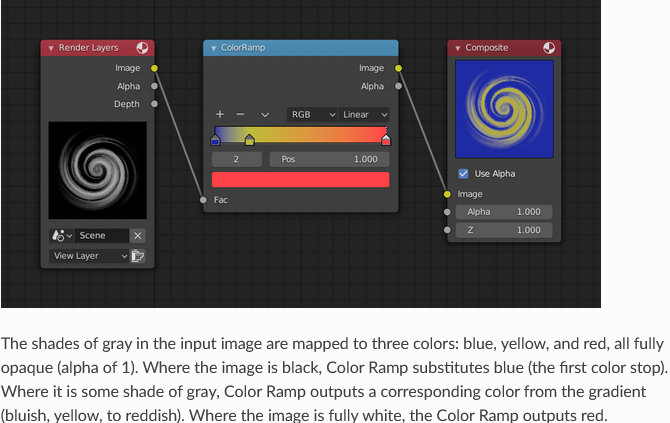 Render Layers
Image
Alpha
Depth
Scene
View Layer
ColorRamp
Image
Alpha
RGB
Linear
2
Pos 1.000
Fac
Composite
Use Alpha
Image
Alpha 1.000
Z 1.000
The shades of gray in the input image are mapped to three colors: blue, yellow, and red, all fully
opaque (alpha of 1). Where the image is black, Color Ramp substitutes blue (the first color stop).
Where it is some shade of gray, Color Ramp outputs a corresponding color from the gradient
(bluish, yellow, to reddish). Where the image is fully white, the Color Ramp outputs red.